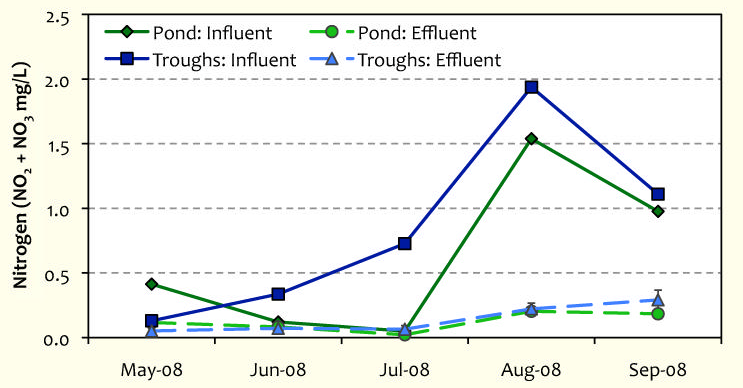 2.5
Pond: Influent
Pond: Effluent
Troughs: Influent
Troughs: Effluent
2.0
1.5
1.0
0.5
0.0
Nitrogen (NO₂ + NO₃ mg/L)
May-08 Jun-08 Jul-08 Aug-08 Sep-08